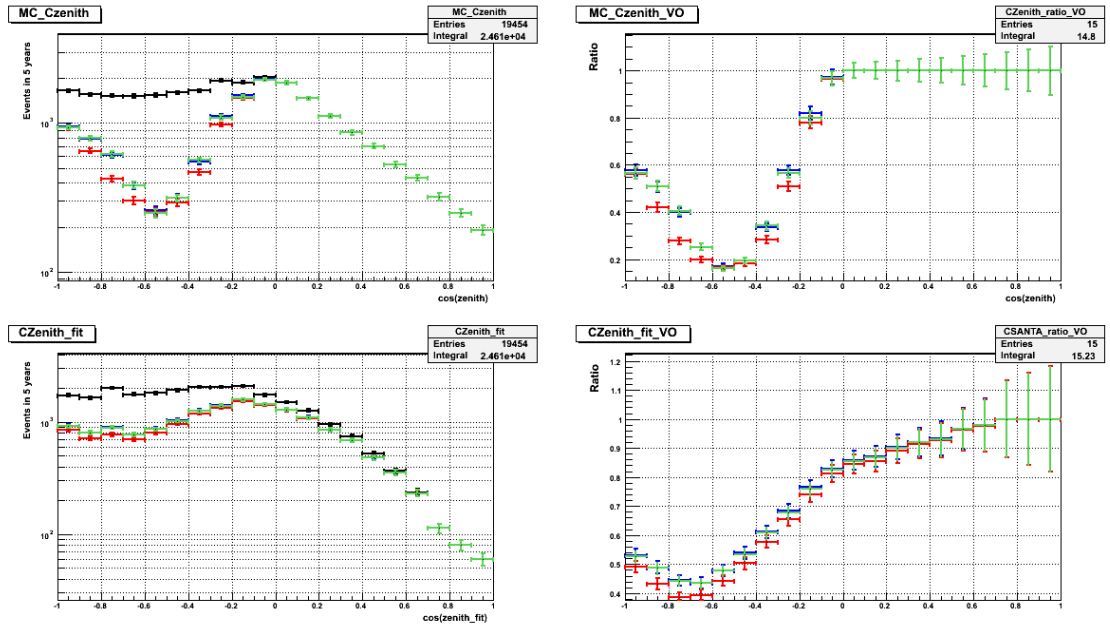 MC_Czenith
MC_Czenith
Entries 19454
Integral 2.461e+04
Events in 5 years
10³
10²
-1 -0.8 -0.6 -0.4 -0.2 0 0.2 0.4 0.6 0.8 1
cos(zenith)
MC_Czenith_VO
CZenith_ratio_VO
Entries 15
Integral 14.8
Ratio
1
0.8
0.6
0.4
0.2
-1 -0.8 -0.6 -0.4 -0.2 0 0.2 0.4 0.6 0.8 1
cos(zenith)
CZenith_fit
CZenith_fit
Entries 19454
Integral 2.461e+04
Events in 5 years
10³
10²
-1 -0.8 -0.6 -0.4 -0.2 0 0.2 0.4 0.6 0.8 1
cos(zenith_fit)
CZenith_fit_VO
CSANTA_ratio_VO
Entries 15
Integral 15.23
Ratio
1.2
1.1
1
0.9
0.8
0.7
0.6
0.5
0.4
-1 -0.8 -0.6 -0.4 -0.2 0 0.2 0.4 0.6 0.8 1